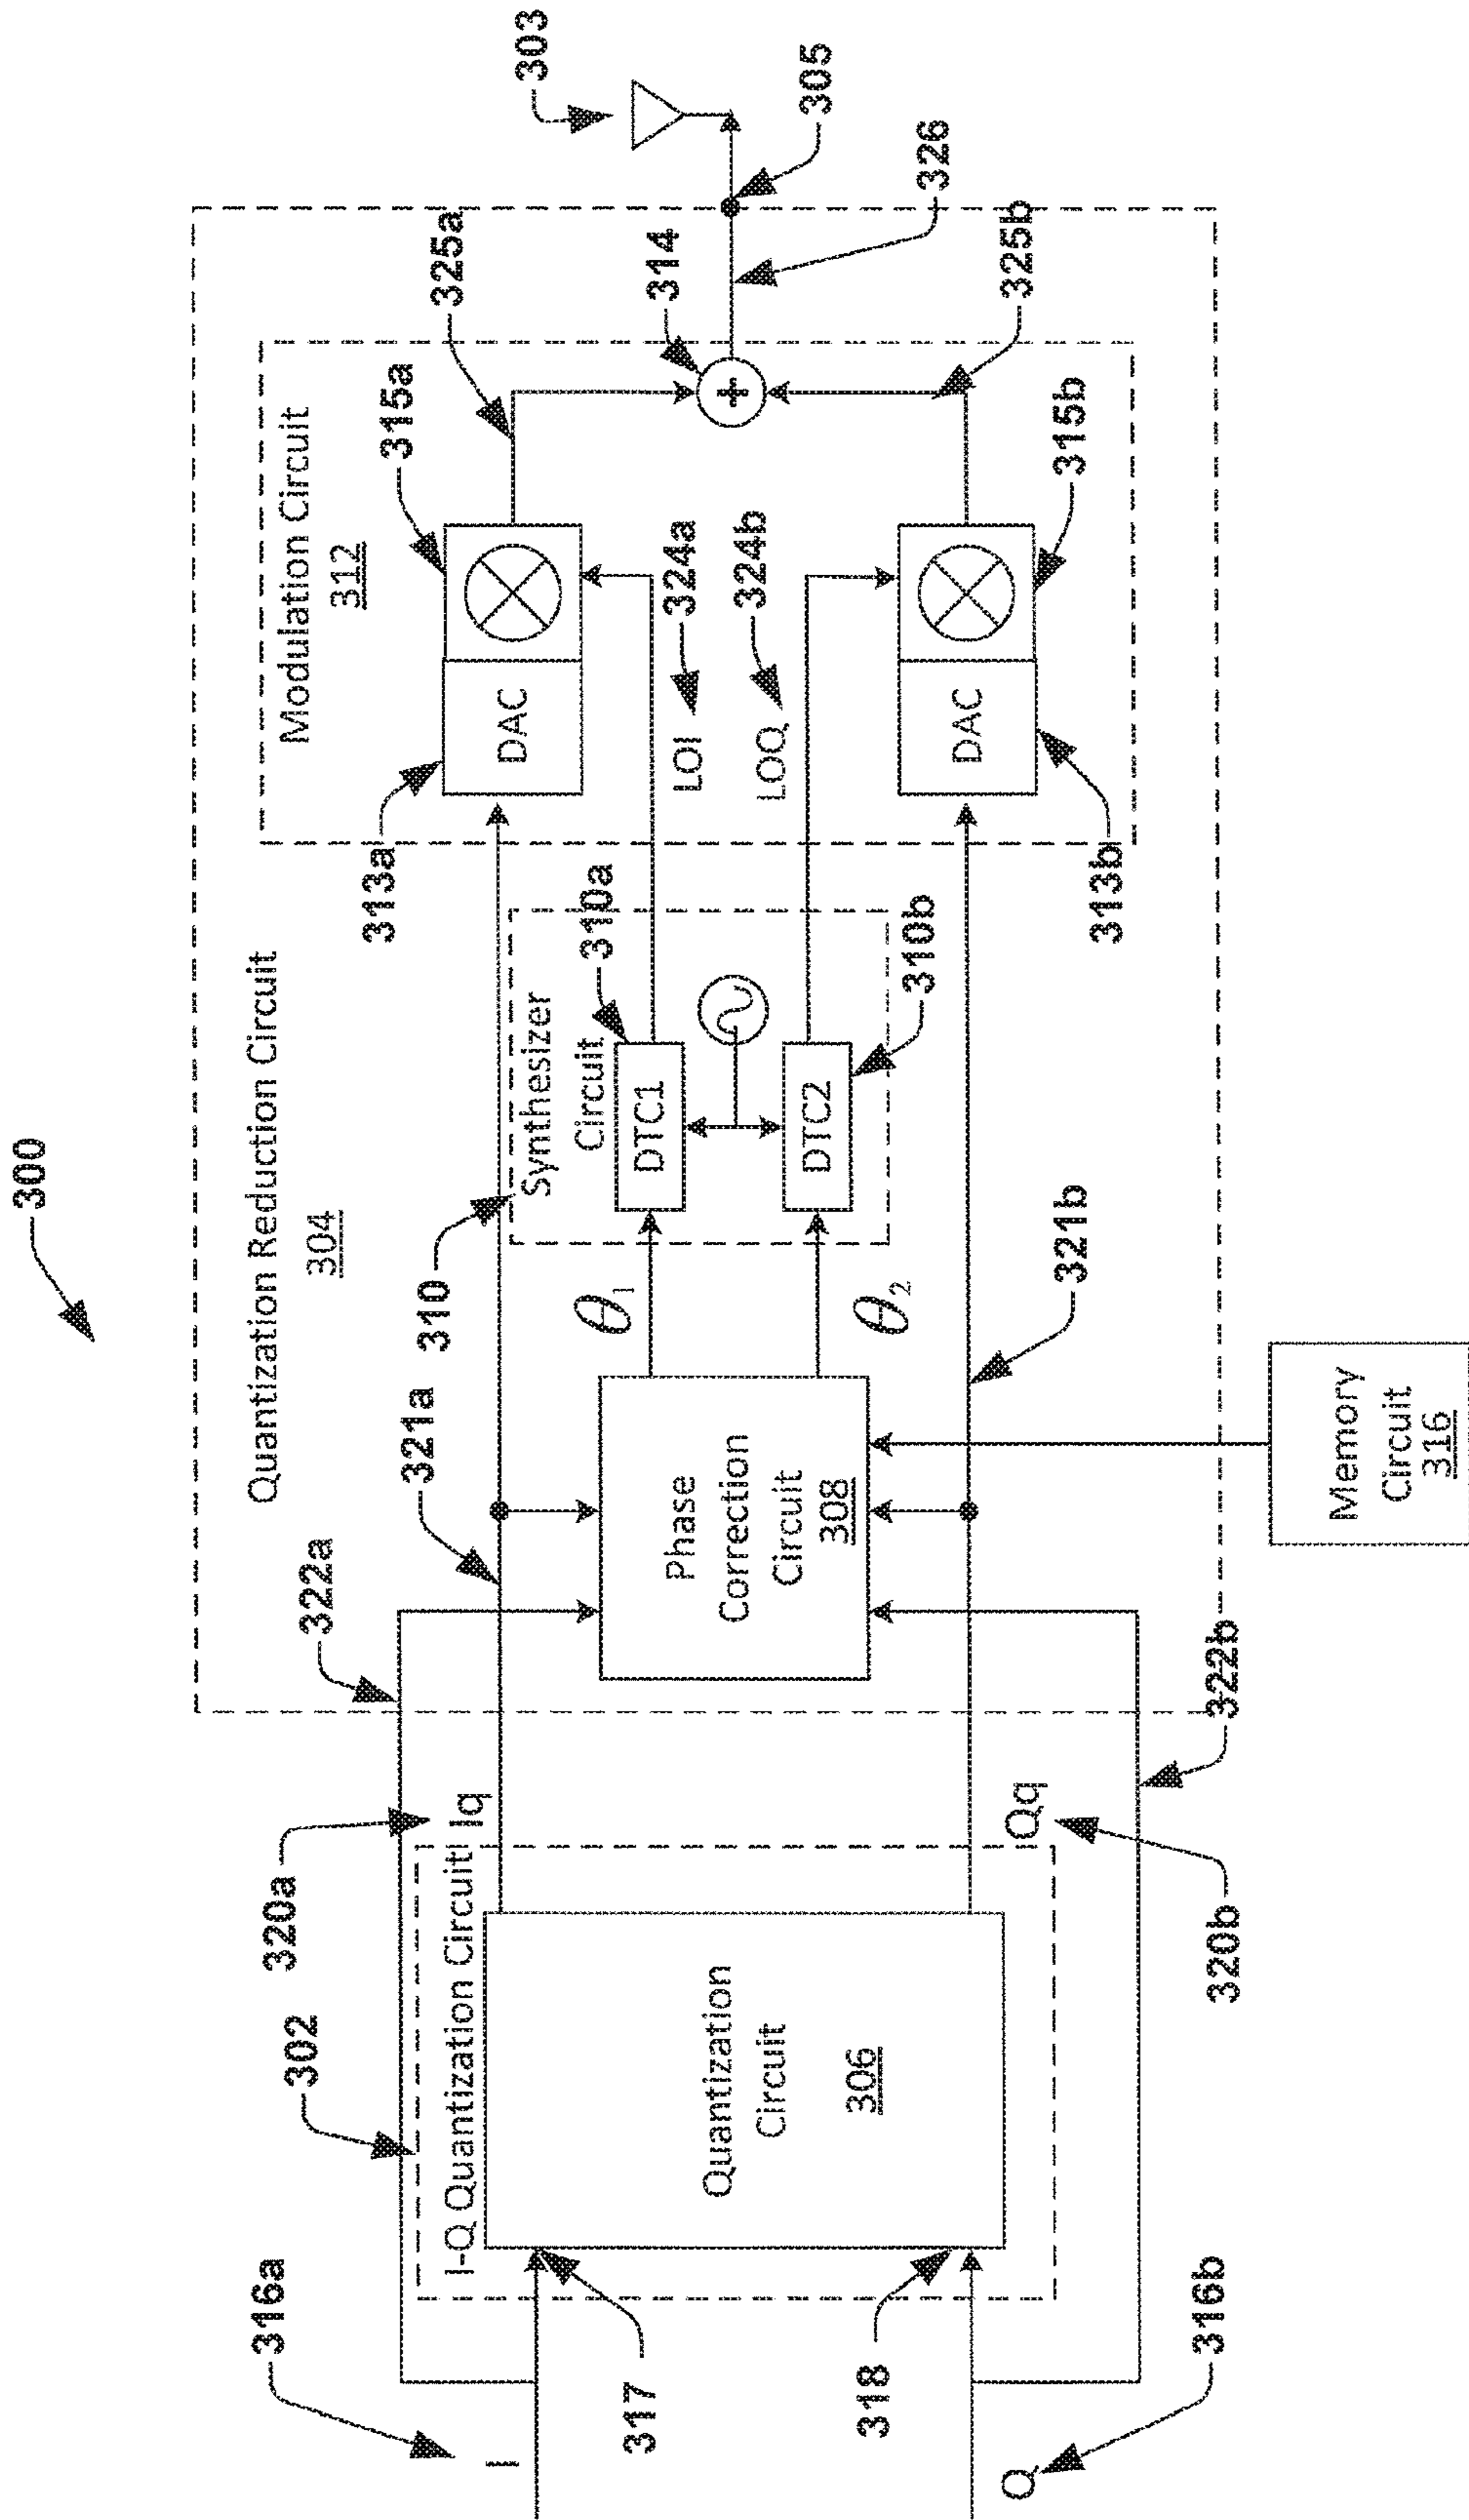 300
Quantization Reduction Circuit
304
322a
321a
310
320a
302
316a
I
317
318
Q
316b
I-Q Quantization Circuit
Iq
Qq
Quantization
Circuit
306
320b
322b
Phase
Correction
Circuit
308
θ1
θ2
321b
Memory
Circuit
316
Synthesizer
Circuit
310a
DTC1
DTC2
310b
313a
Modulation Circuit
312
DAC
315a
325a
LOI
324a
LOQ
324b
DAC
313b
315b
325b
314
+
326
305
303